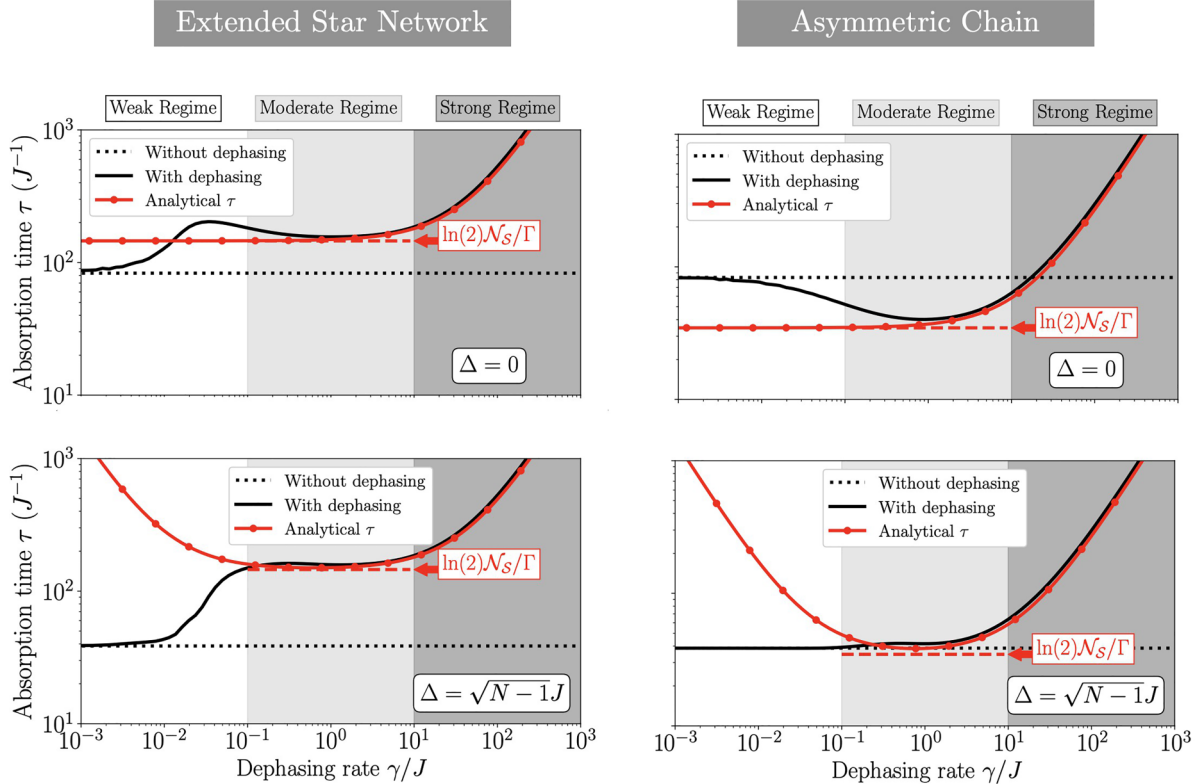 Extended Star Network
Asymmetric Chain
Weak Regime
Moderate Regime
Strong Regime
Weak Regime
Moderate Regime
Strong Regime
Absorption time τ (J⁻¹)
10³
10²
10¹
Without dephasing
With dephasing
Analytical τ
ln(2)𝒩_𝒮/Γ
Δ = 0
Without dephasing
With dephasing
Analytical τ
ln(2)𝒩_𝒮/Γ
Δ = 0
Absorption time τ (J⁻¹)
10³
10²
10¹
Without dephasing
With dephasing
Analytical τ
ln(2)𝒩_𝒮/Γ
Δ = √(N − 1)J
10⁻³ 10⁻² 10⁻¹ 10⁰ 10¹ 10² 10³
Dephasing rate γ/J
Without dephasing
With dephasing
Analytical τ
ln(2)𝒩_𝒮/Γ
Δ = √(N − 1)J
10⁻³ 10⁻² 10⁻¹ 10⁰ 10¹ 10² 10³
Dephasing rate γ/J